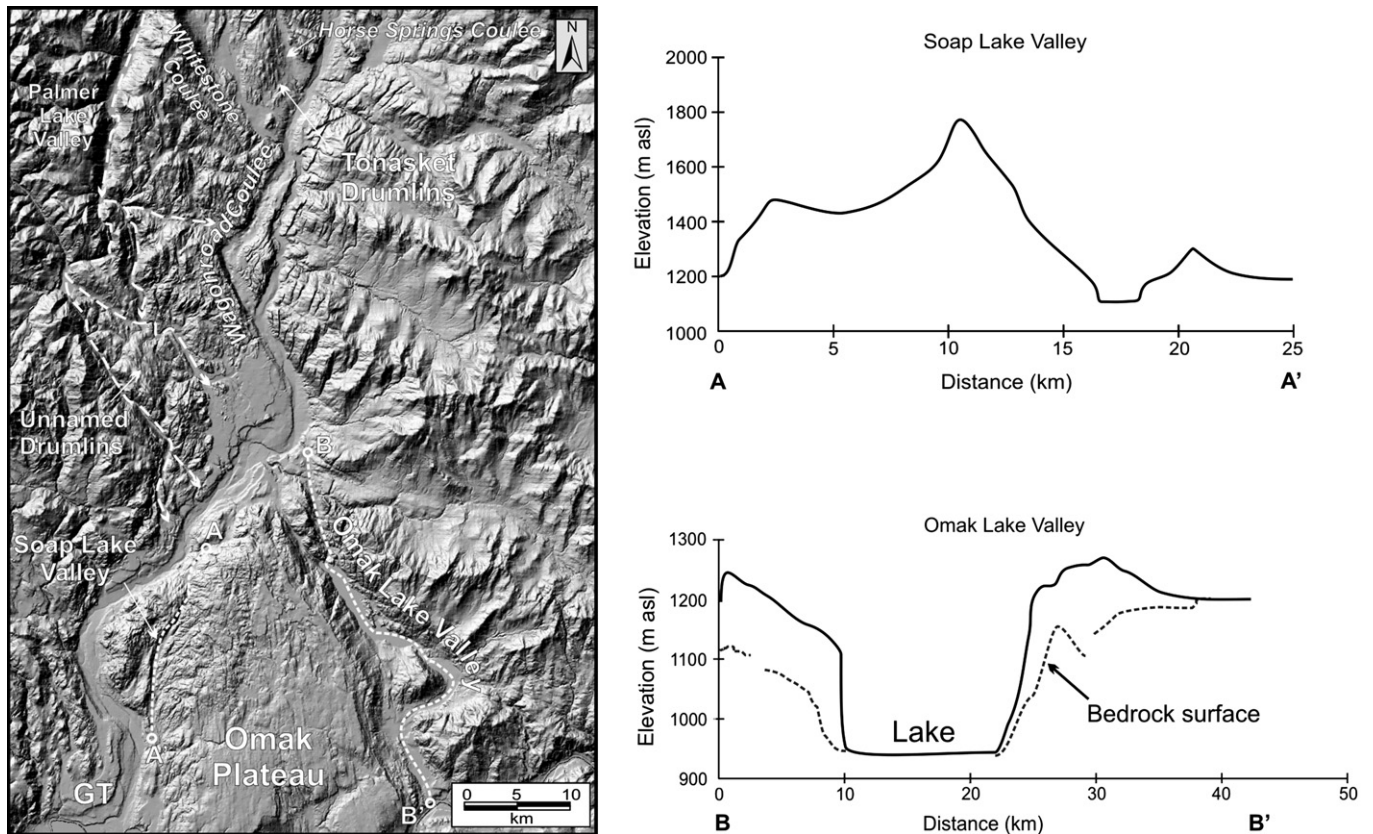 Horse Springs Coulee
N
Whitestone
Coulee
Palmer
Lake
Valley
Tonasket
Drumlins
Wagonroad Coulee
Unnamed
Drumlins
B
A
Soap Lake
Valley
Omak Lake Valley
A
Omak
Plateau
GT
B'
0 5 10
km
Soap Lake Valley
Elevation (m asl)
2000
1800
1600
1400
1200
1000
0 5 10 15 20 25
A Distance (km) A’
Omak Lake Valley
Elevation (m asl)
1300
1200
1100
1000
900
Lake
Bedrock surface
0 10 20 30 40 50
B Distance (km) B’